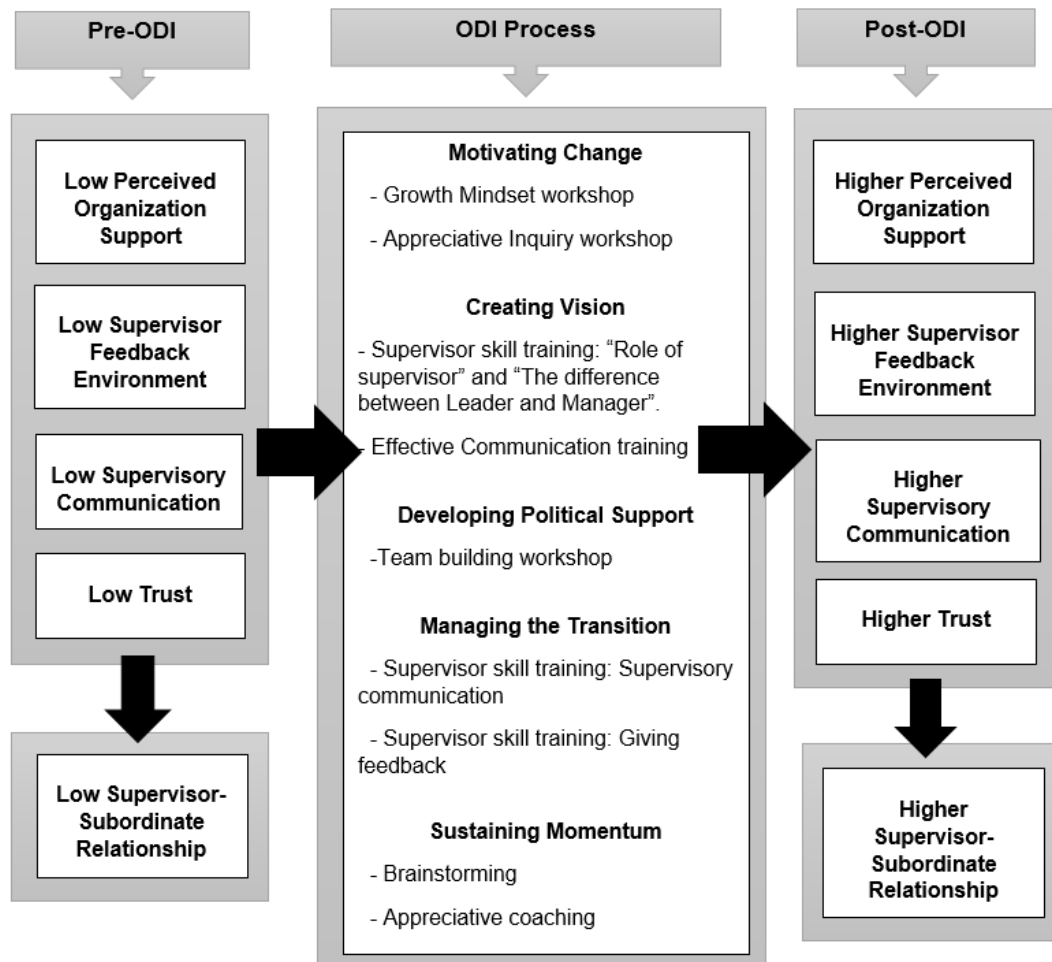 Pre-ODI
ODI Process
Post-ODI
Low Perceived
Organization
Support
Low Supervisor
Feedback
Environment
Low Supervisory
Communication
Low Trust
Low Supervisor-
Subordinate
Relationship
Motivating Change
- Growth Mindset workshop
- Appreciative Inquiry workshop
Creating Vision
- Supervisor skill training: “Role of
supervisor” and “The difference
between Leader and Manager”.
- Effective Communication training
Developing Political Support
-Team building workshop
Managing the Transition
- Supervisor skill training: Supervisory
communication
- Supervisor skill training: Giving
feedback
Sustaining Momentum
- Brainstorming
- Appreciative coaching
Higher Perceived
Organization
Support
Higher Supervisor
Feedback
Environment
Higher
Supervisory
Communication
Higher Trust
Higher
Supervisor-
Subordinate
Relationship